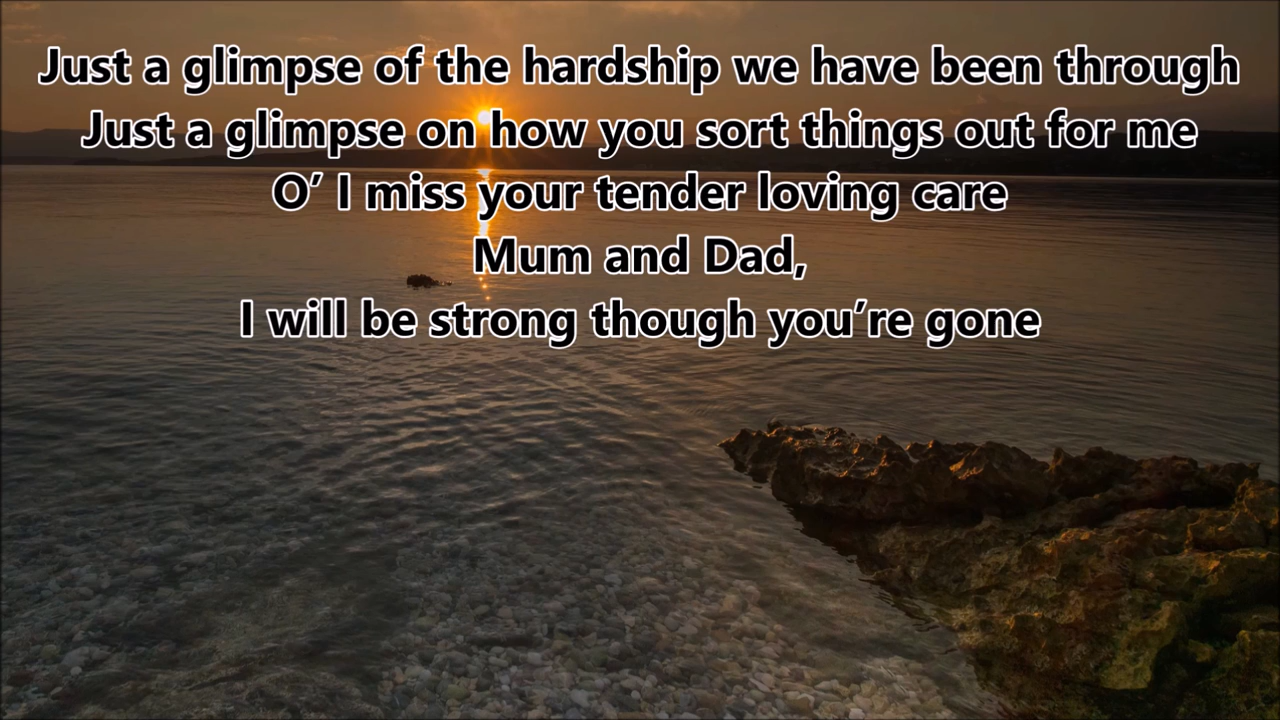 Just a glimpse of the hardship we have been through
Just a glimpse on how you sort things out for me
O’ I miss your tender loving care
Mum and Dad,
I will be strong though you’re gone